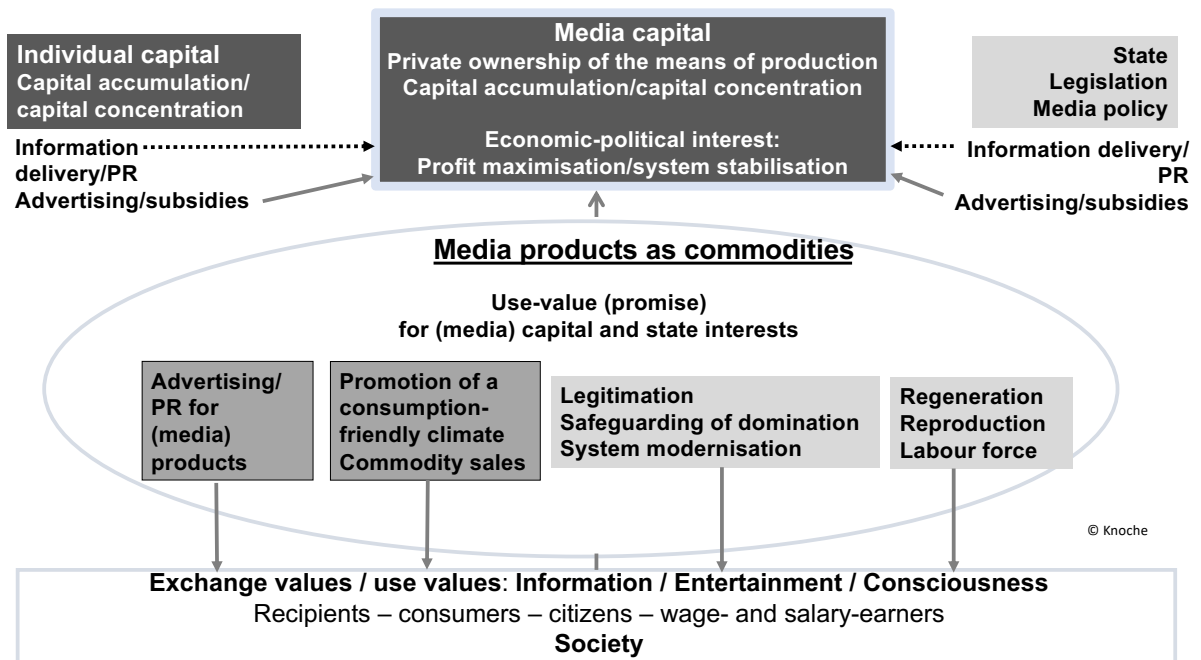 Individual capital
Capital accumulation/
capital concentration
Information
delivery/PR
Advertising/subsidies
Media capital
Private ownership of the means of production
Capital accumulation/capital concentration
Economic-political interest:
Profit maximisation/system stabilisation
State
Legislation
Media policy
Information delivery/
PR
Advertising/subsidies
Media products as commodities
Use-value (promise)
for (media) capital and state interests
Advertising/
PR for
(media)
products
Promotion of a
consumption-
friendly climate
Commodity sales
Legitimation
Safeguarding of domination
System modernisation
Regeneration
Reproduction
Labour force
© Knoche
Exchange values / use values: Information / Entertainment / Consciousness
Recipients – consumers – citizens – wage- and salary-earners
Society